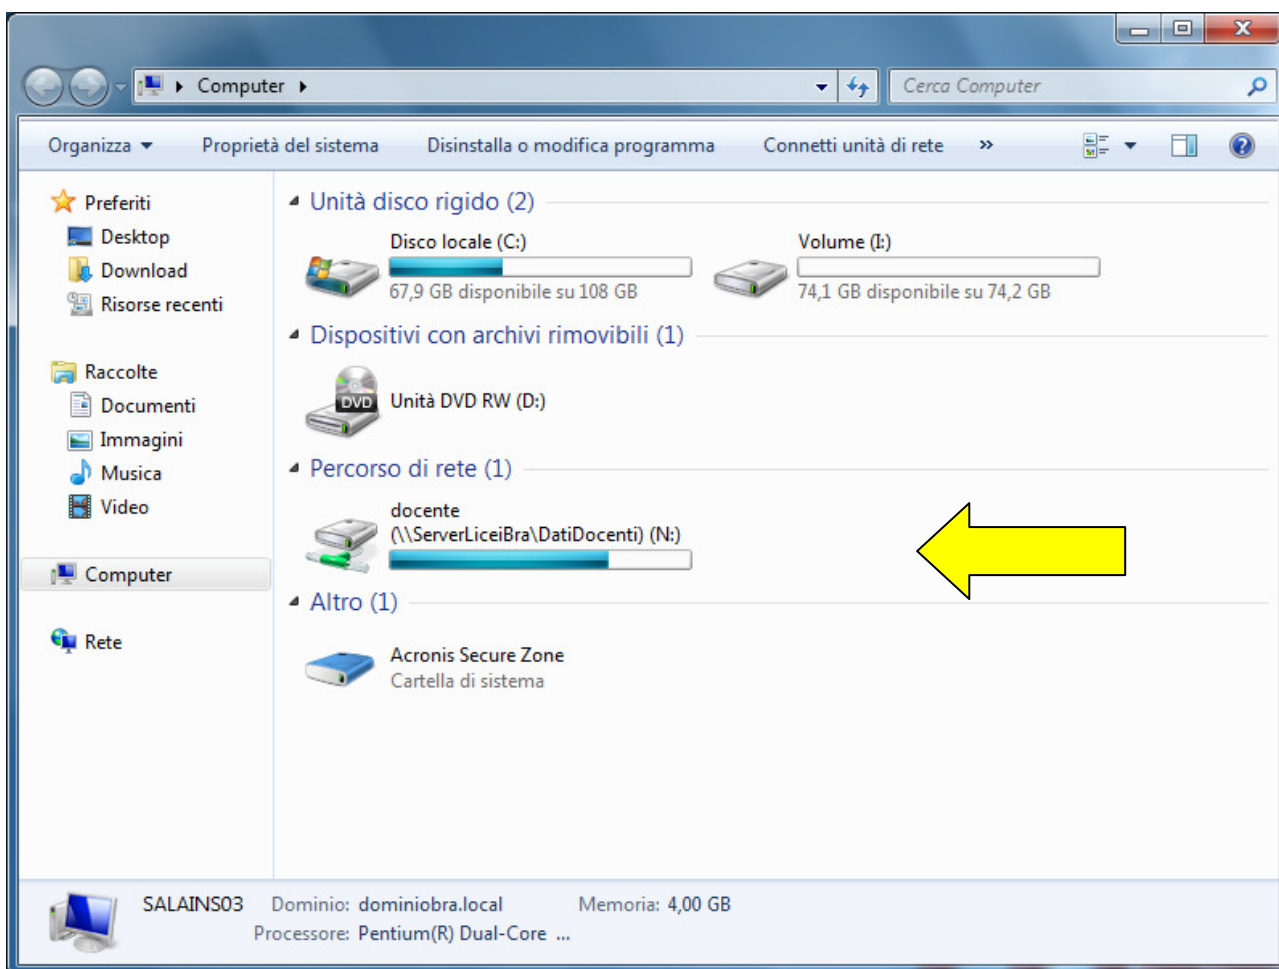 Computer
Cerca Computer
Organizza
Proprietà del sistema
Disinstalla o modifica programma
Connetti unità di rete
»
Preferiti
Desktop
Download
Risorse recenti
Raccolte
Documenti
Immagini
Musica
Video
Computer
Rete
Unità disco rigido (2)
Disco locale (C:)
67,9 GB disponibile su 108 GB
Volume (I:)
74,1 GB disponibile su 74,2 GB
Dispositivi con archivi rimovibili (1)
DVD
Unità DVD RW (D:)
Percorso di rete (1)
docente
(\\ServerLiceiBra\DatiDocenti) (N:)
Altro (1)
Acronis Secure Zone
Cartella di sistema
SALAINS03 Dominio: dominiobra.local Memoria: 4,00 GB
Processore: Pentium(R) Dual-Core ...